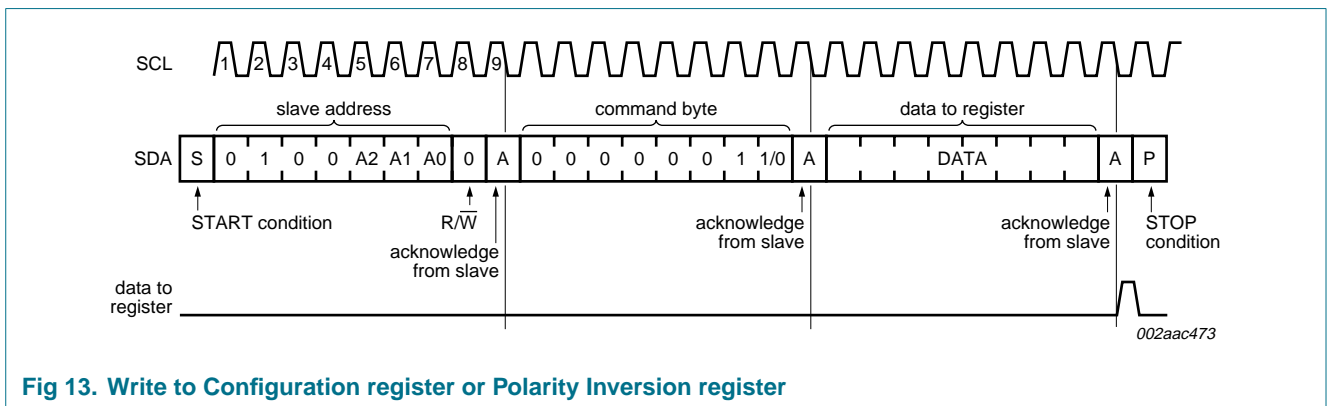 SCL 1 2 3 4 5 6 7 8 9
slave address command byte data to register
SDA S 0 1 0 0 A2 A1 A0 0 A 0 0 0 0 0 0 1 1/0 A DATA A P
START condition R/W̅ acknowledge from slave acknowledge from slave acknowledge from slave STOP condition
data to register
002aac473
Fig 13. Write to Configuration register or Polarity Inversion register